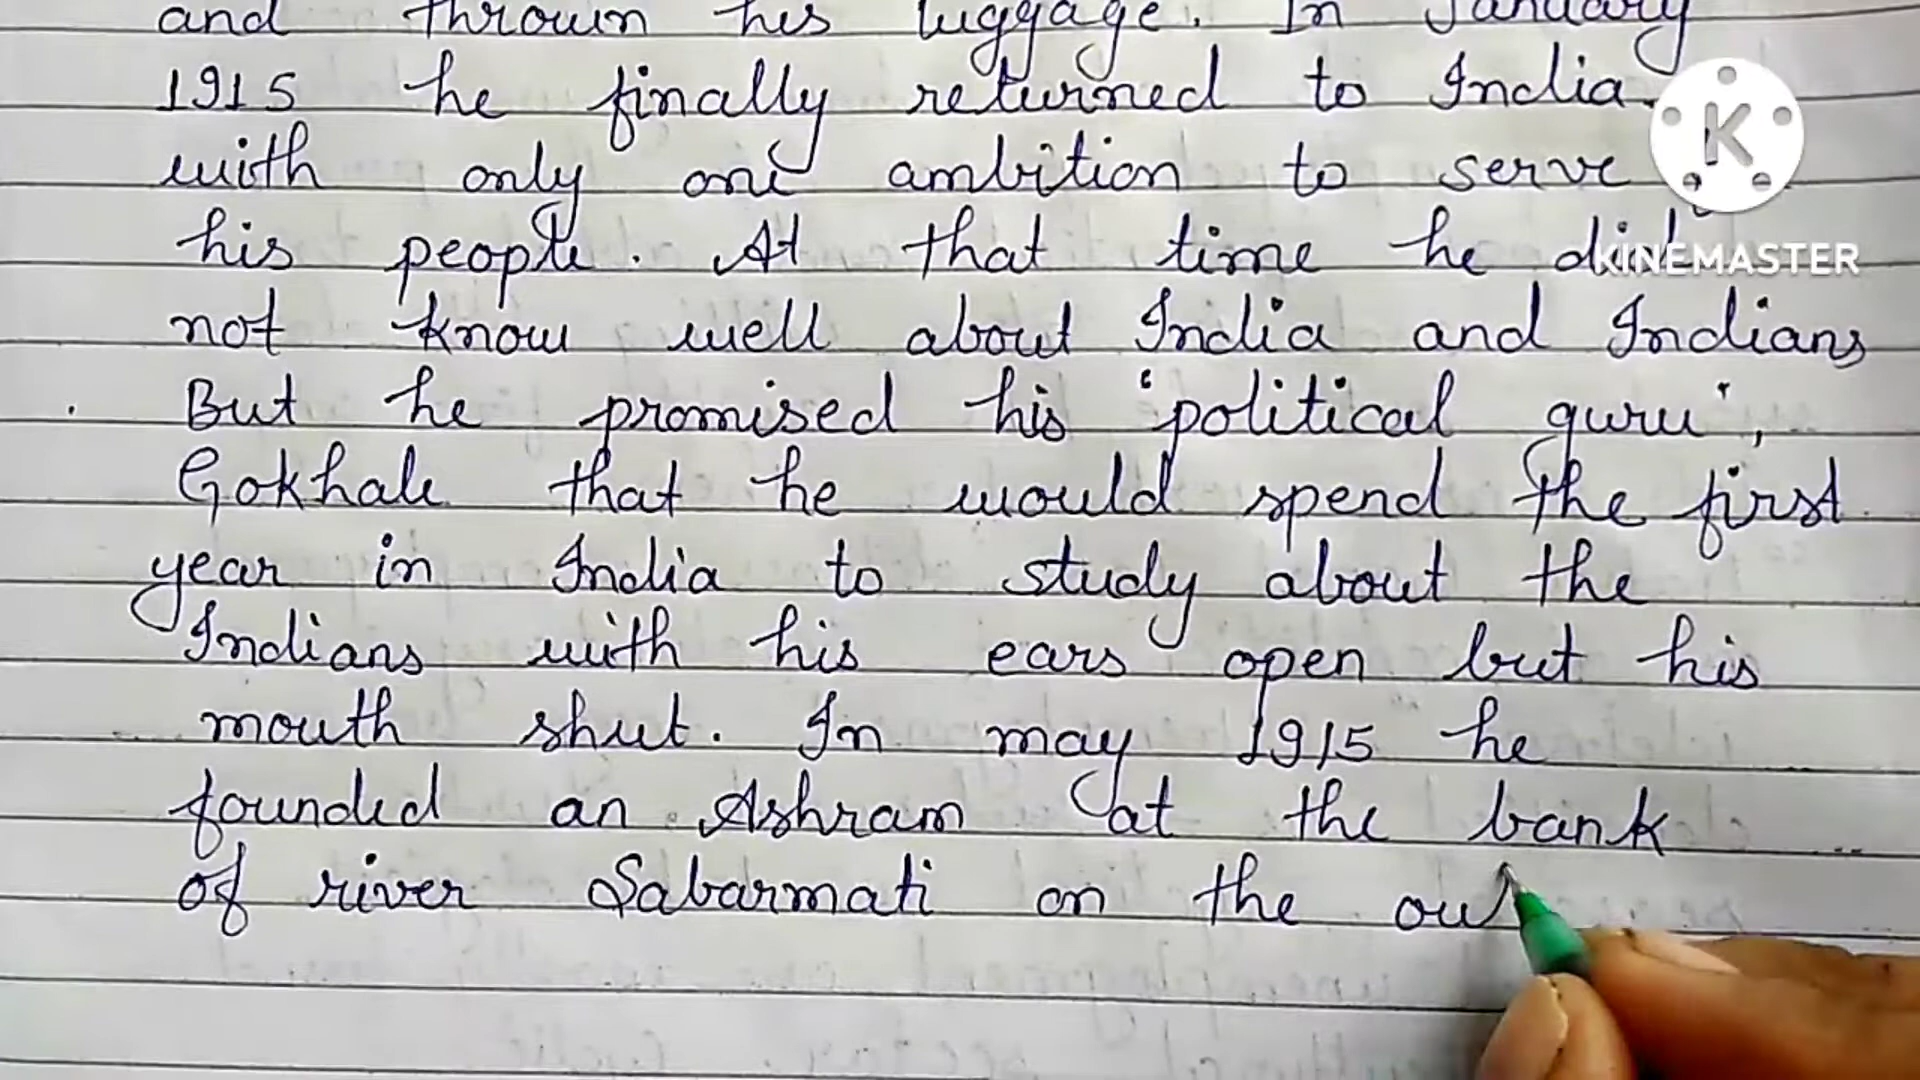 and thrown his luggage. In January
1915 he finally returned to India.
with only one ambition to serve
his people. At that time he did
not know well about India and Indians
But he promised his 'political guru',
Gokhale that he would spend the first
year in India to study about the
Indians with his ears open but his
mouth shut. In may 1915 he
founded an Ashram at the bank
of river Sabarmati on the out
K
KINEMASTER